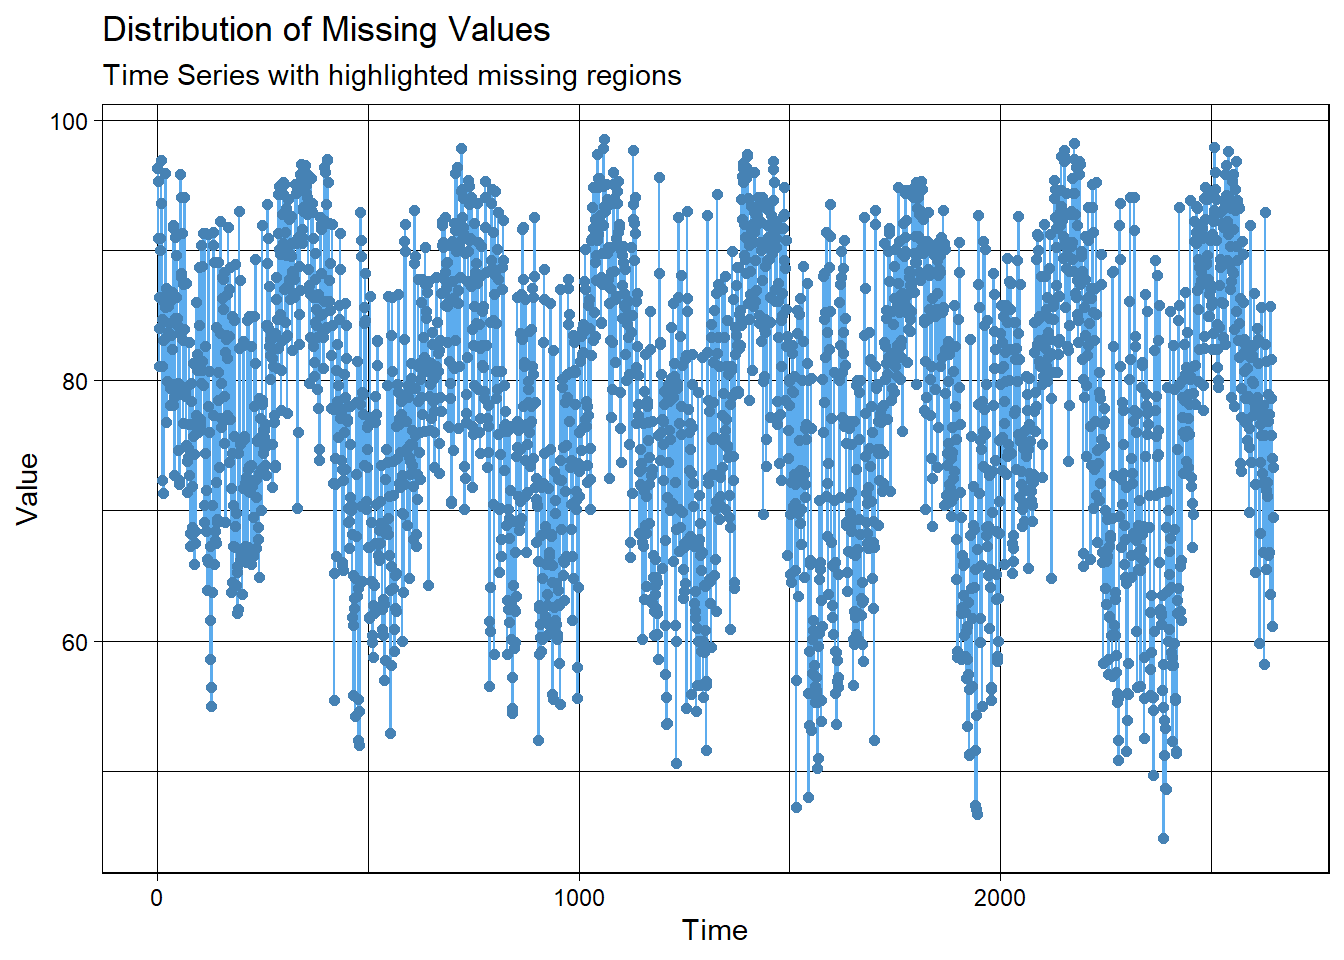 Distribution of Missing Values
Time Series with highlighted missing regions
100
80
60
Value
0
1000
2000
Time